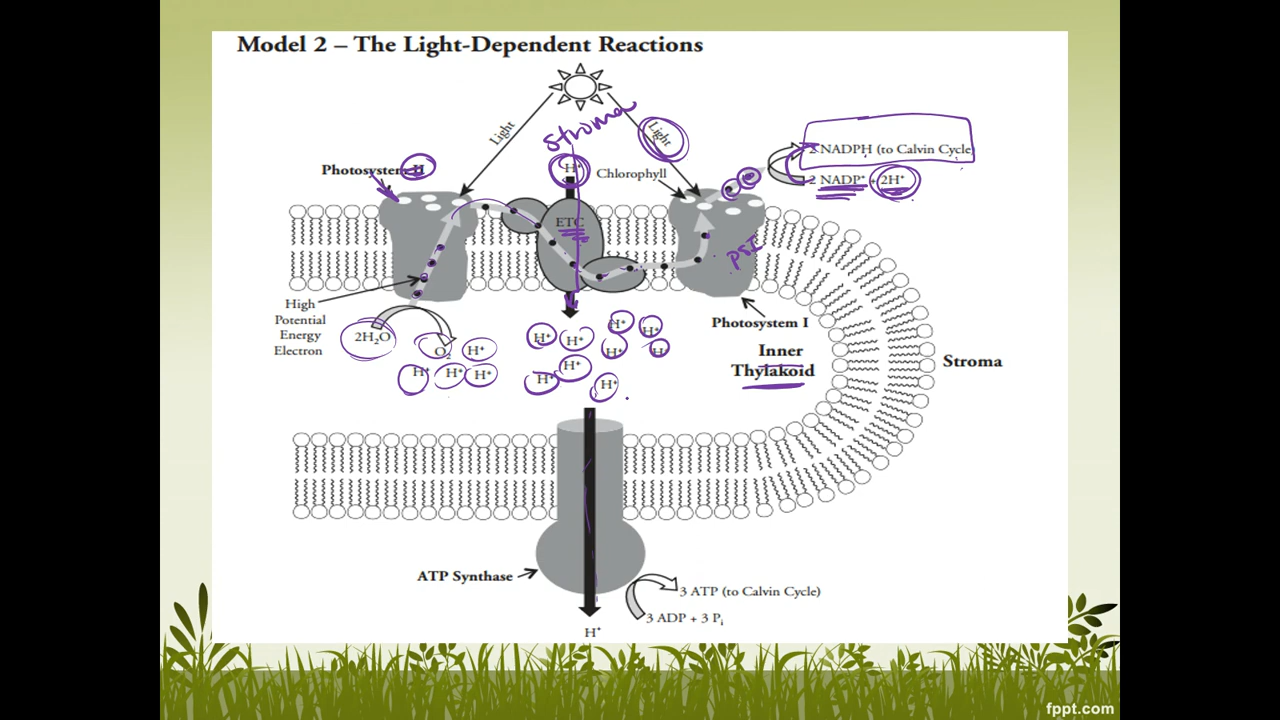 Model 2 – The Light-Dependent Reactions
Light
stroma
Light
2 NADPH (to Calvin Cycle)
Photosystem II
H⁺
Chlorophyll
2 NADP⁺ + 2H⁺
ETC
PSI
High
Potential
Energy
Electron
2H₂O
O₂
H⁺
H⁺
H⁺
H⁺
H⁺
H⁺
H⁺
H⁺
H⁺
H⁺
H⁺
H⁺
H⁺
Photosystem I
Inner
Thylakoid
Stroma
ATP Synthase
3 ATP (to Calvin Cycle)
3 ADP + 3 Pᵢ
H⁺
fppt.com